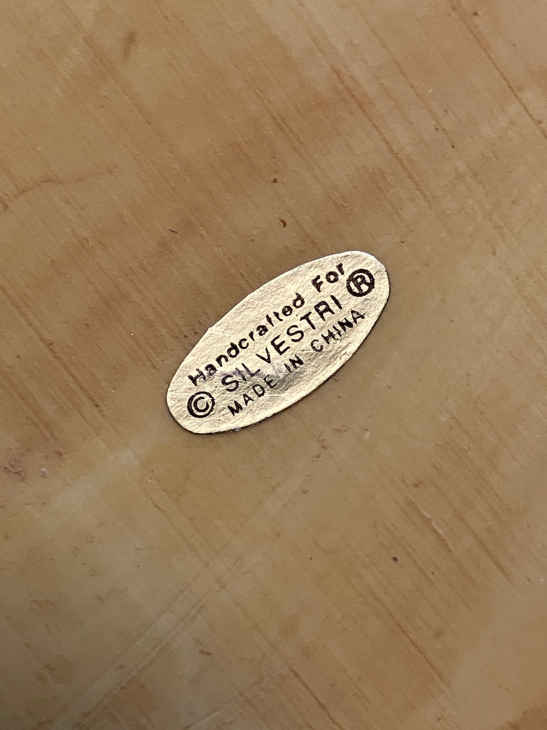 Handcrafted For
© SILVESTRI ®
MADE IN CHINA